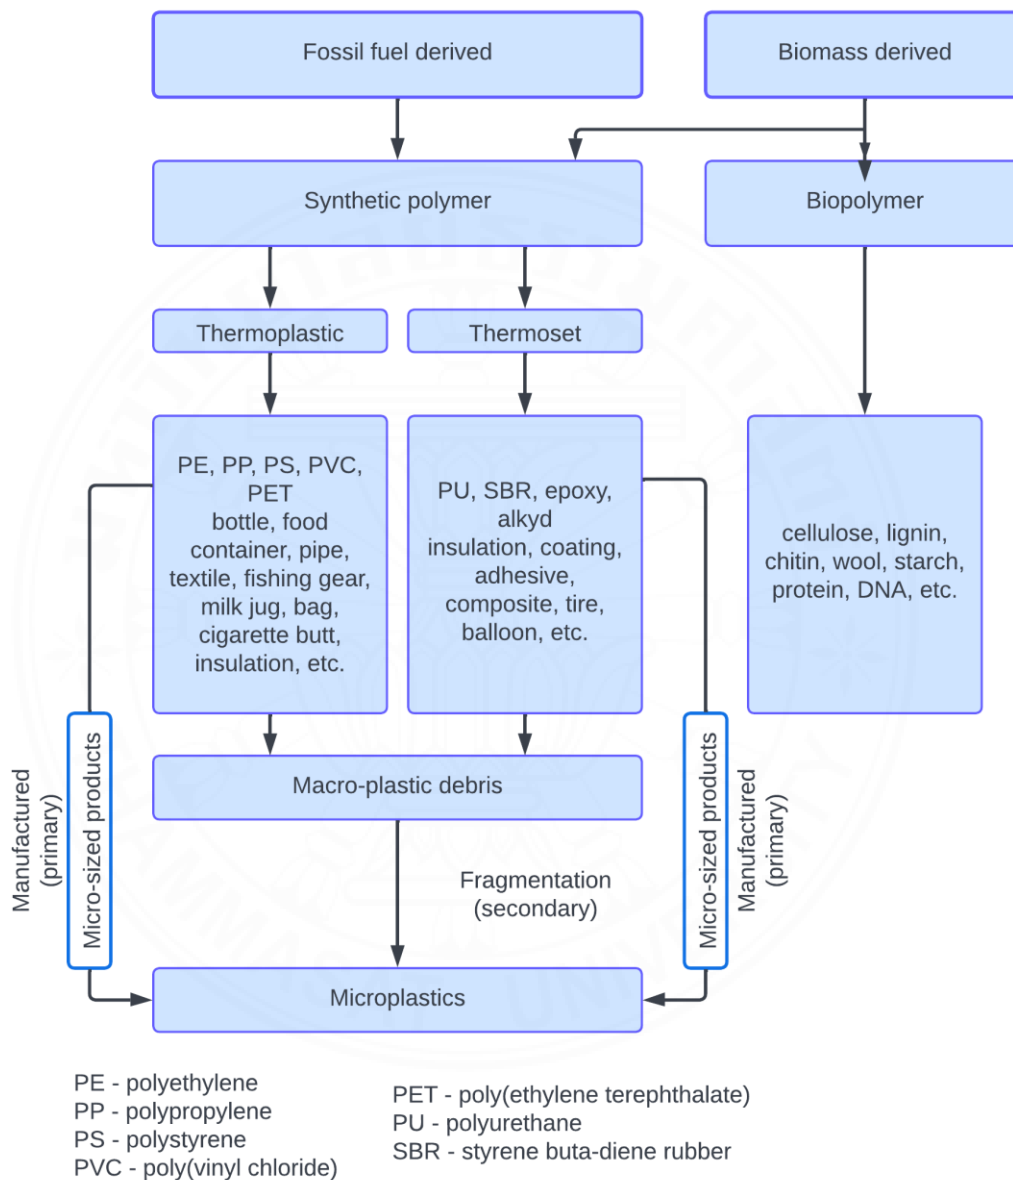 Fossil fuel derived
Biomass derived
Synthetic polymer
Biopolymer
Thermoplastic
Thermoset
PE, PP, PS, PVC,
PET
bottle, food
container, pipe,
textile, fishing gear,
milk jug, bag,
cigarette butt,
insulation, etc.
PU, SBR, epoxy,
alkyd
insulation, coating,
adhesive,
composite, tire,
balloon, etc.
cellulose, lignin,
chitin, wool, starch,
protein, DNA, etc.
Manufactured
(primary)
Micro-sized products
Macro-plastic debris
Micro-sized products
Manufactured
(primary)
Fragmentation
(secondary)
Microplastics
PE - polyethylene
PP - polypropylene
PS - polystyrene
PVC - poly(vinyl chloride)
PET - poly(ethylene terephthalate)
PU - polyurethane
SBR - styrene buta-diene rubber